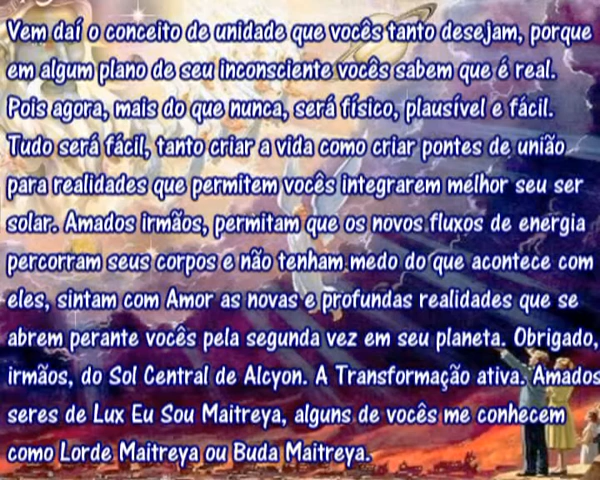 Vem daí o conceito de unidade que vocês tanto desejam, porque
em algum plano de seu inconsciente vocês sabem que é real.
Pois agora, mais do que nunca, será físico, plausível e fácil.
Tudo será fácil, tanto criar a vida como criar pontes de união
para realidades que permitem vocês integrarem melhor seu ser
solar. Amados irmãos, permitam que os novos fluxos de energia
percorram seus corpos e não tenham medo do que acontece com
eles, sintam com Amor as novas e profundas realidades que se
abrem perante vocês pela segunda vez em seu planeta. Obrigado,
irmãos, do Sol Central de Alcyon. A Transformação ativa. Amados
seres de Lux Eu Sou Maitreya, alguns de vocês me conhecem
como Lorde Maitreya ou Buda Maitreya.